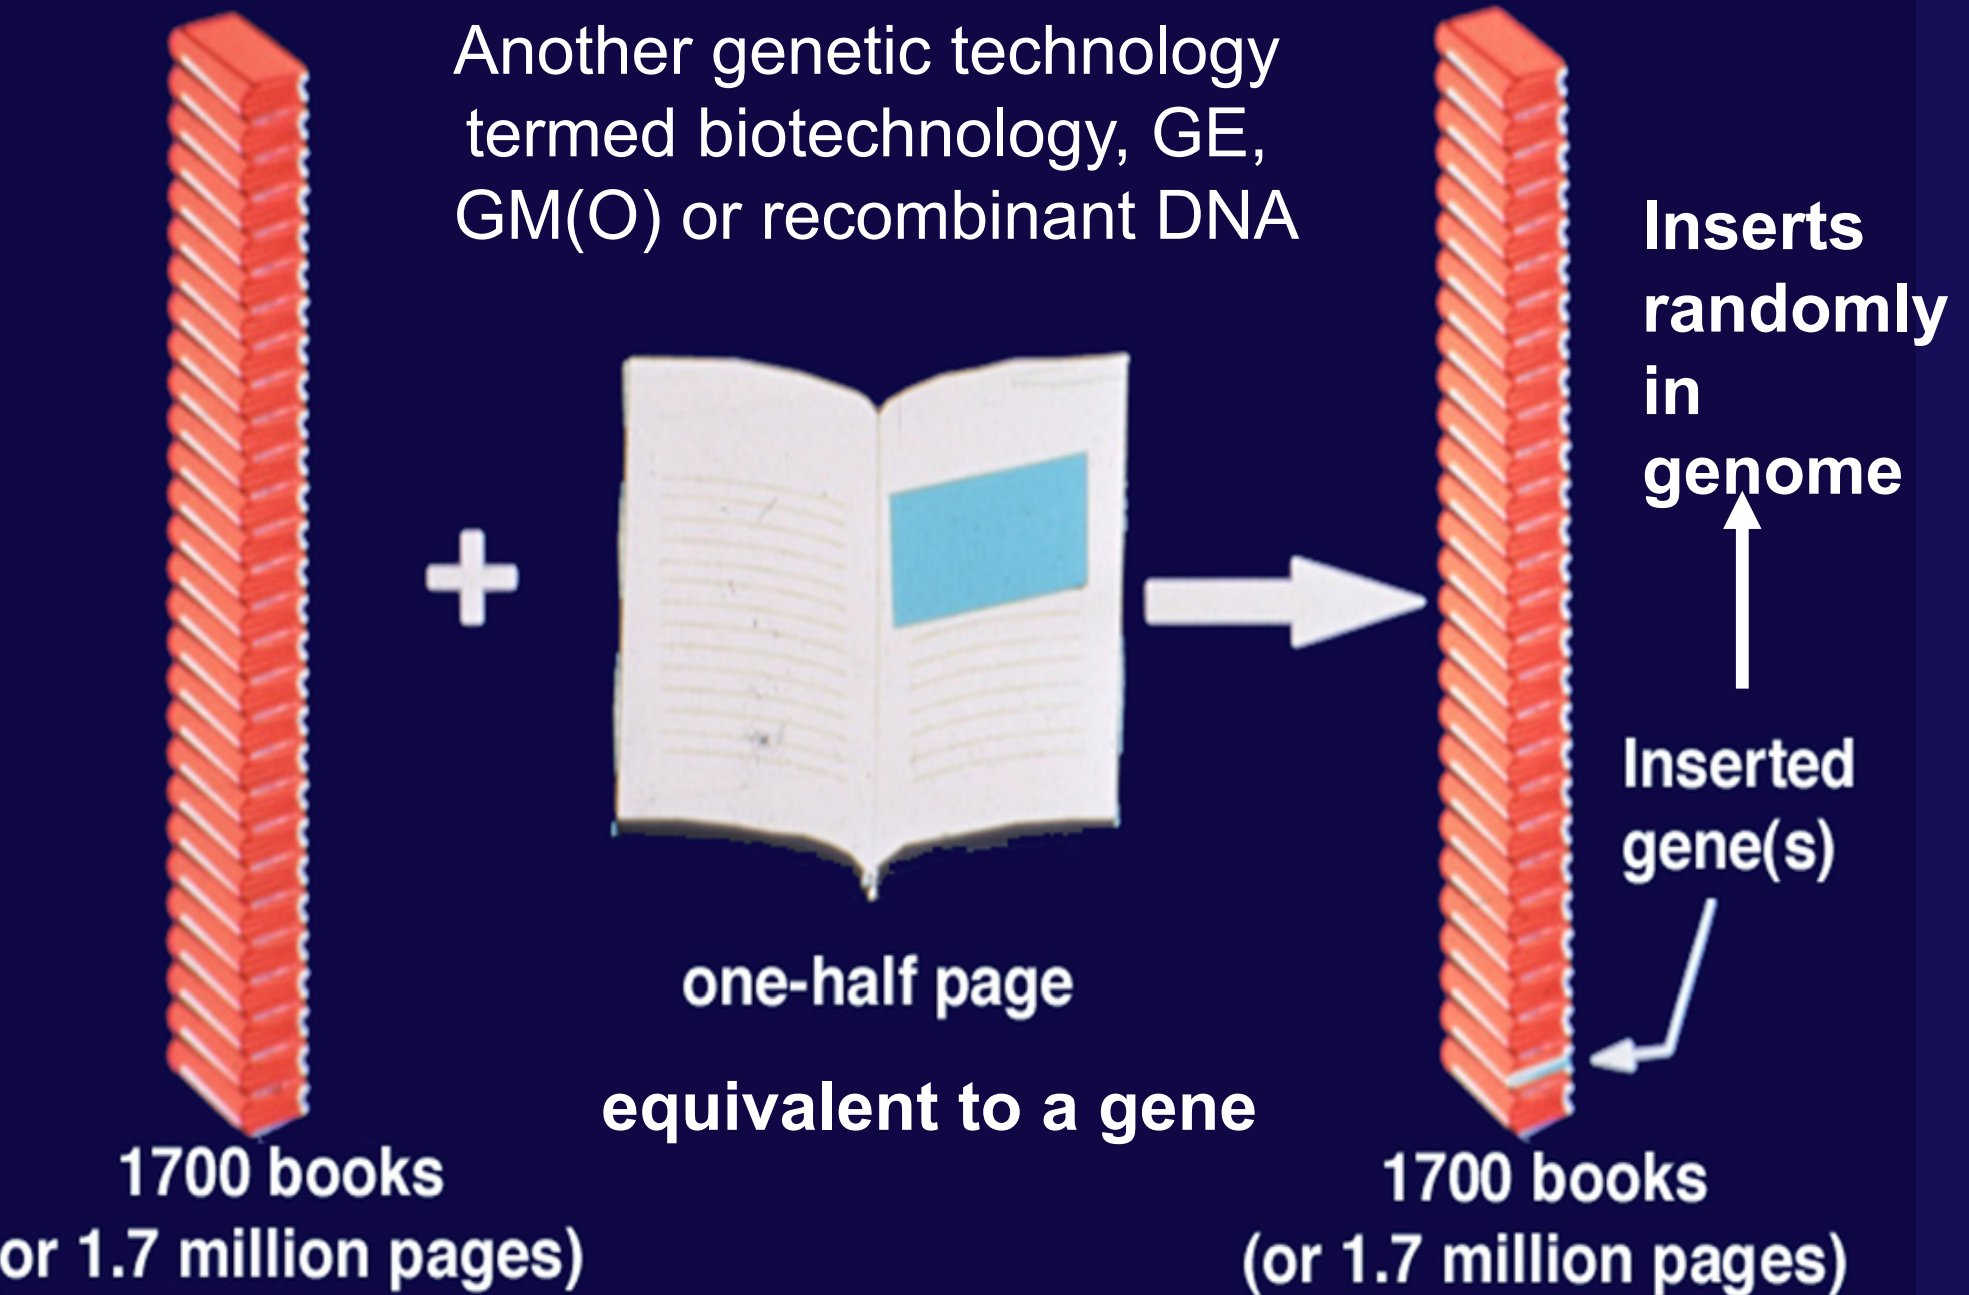 Another genetic technology
termed biotechnology, GE,
GM(O) or recombinant DNA
Inserts
randomly
in
genome
Inserted
gene(s)
one-half page
equivalent to a gene
1700 books
or 1.7 million pages)
1700 books
(or 1.7 million pages)